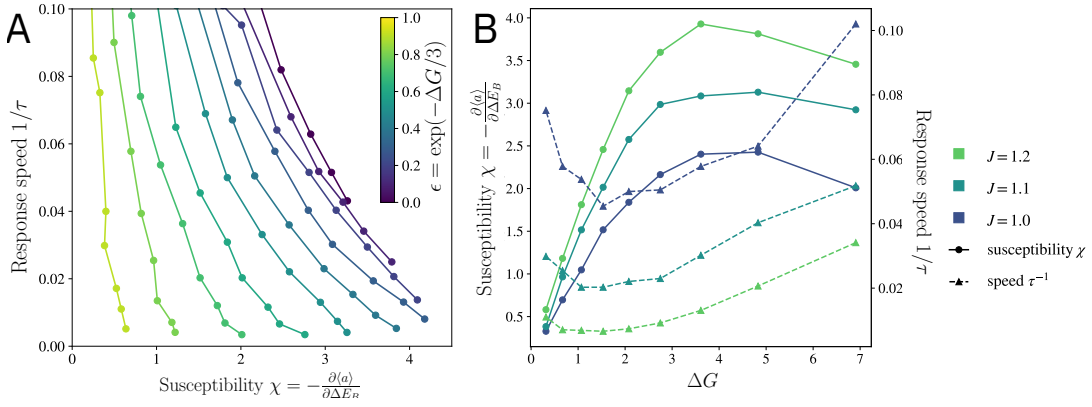 A
Response speed 1/τ
0.10
0.08
0.06
0.04
0.02
0.00
0
1
2
3
4
Susceptibility χ = −∂⟨a⟩/∂ΔE_B
1.0
0.8
0.6
0.4
0.2
0.0
ϵ = exp(−ΔG/3)
B
Susceptibility χ = −∂⟨a⟩/∂ΔE_B
4.0
3.5
3.0
2.5
2.0
1.5
1.0
0.5
0
1
2
3
4
5
6
7
ΔG
0.10
0.08
0.06
0.04
0.02
Response speed 1/τ
J = 1.2
J = 1.1
J = 1.0
susceptibility χ
speed τ⁻¹